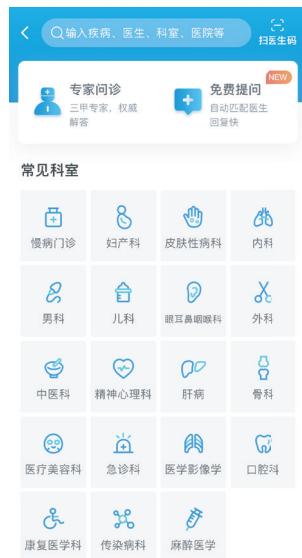 输入疾病、医生、科室、医院等
扫医生码
专家问诊
三甲专家，权威
解答
NEW
免费提问
自动匹配医生
回复快
常见科室
慢病门诊 妇产科 皮肤性病科 内科
男科 儿科 眼耳鼻咽喉科 外科
中医科 精神心理科 肝病 骨科
医疗美容科 急诊科 医学影像学 口腔科
康复医学科 传染病科 麻醉医学